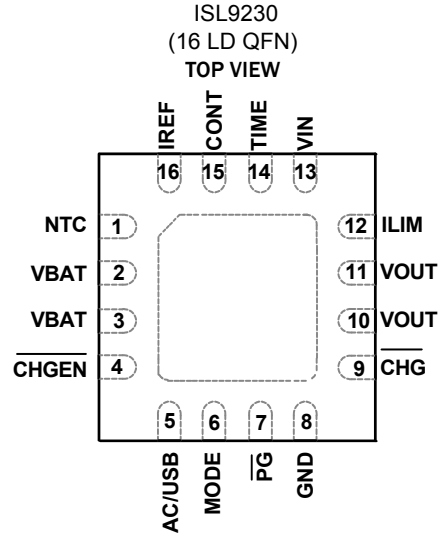 ISL9230
(16 LD QFN)
TOP VIEW
IREF
CONT
TIME
VIN
16
15
14
13
NTC 1
12 ILIM
VBAT 2
11 VOUT
VBAT 3
10 VOUT
CHGEN 4
9 CHG
5
6
7
8
AC/USB
MODE
PG
GND